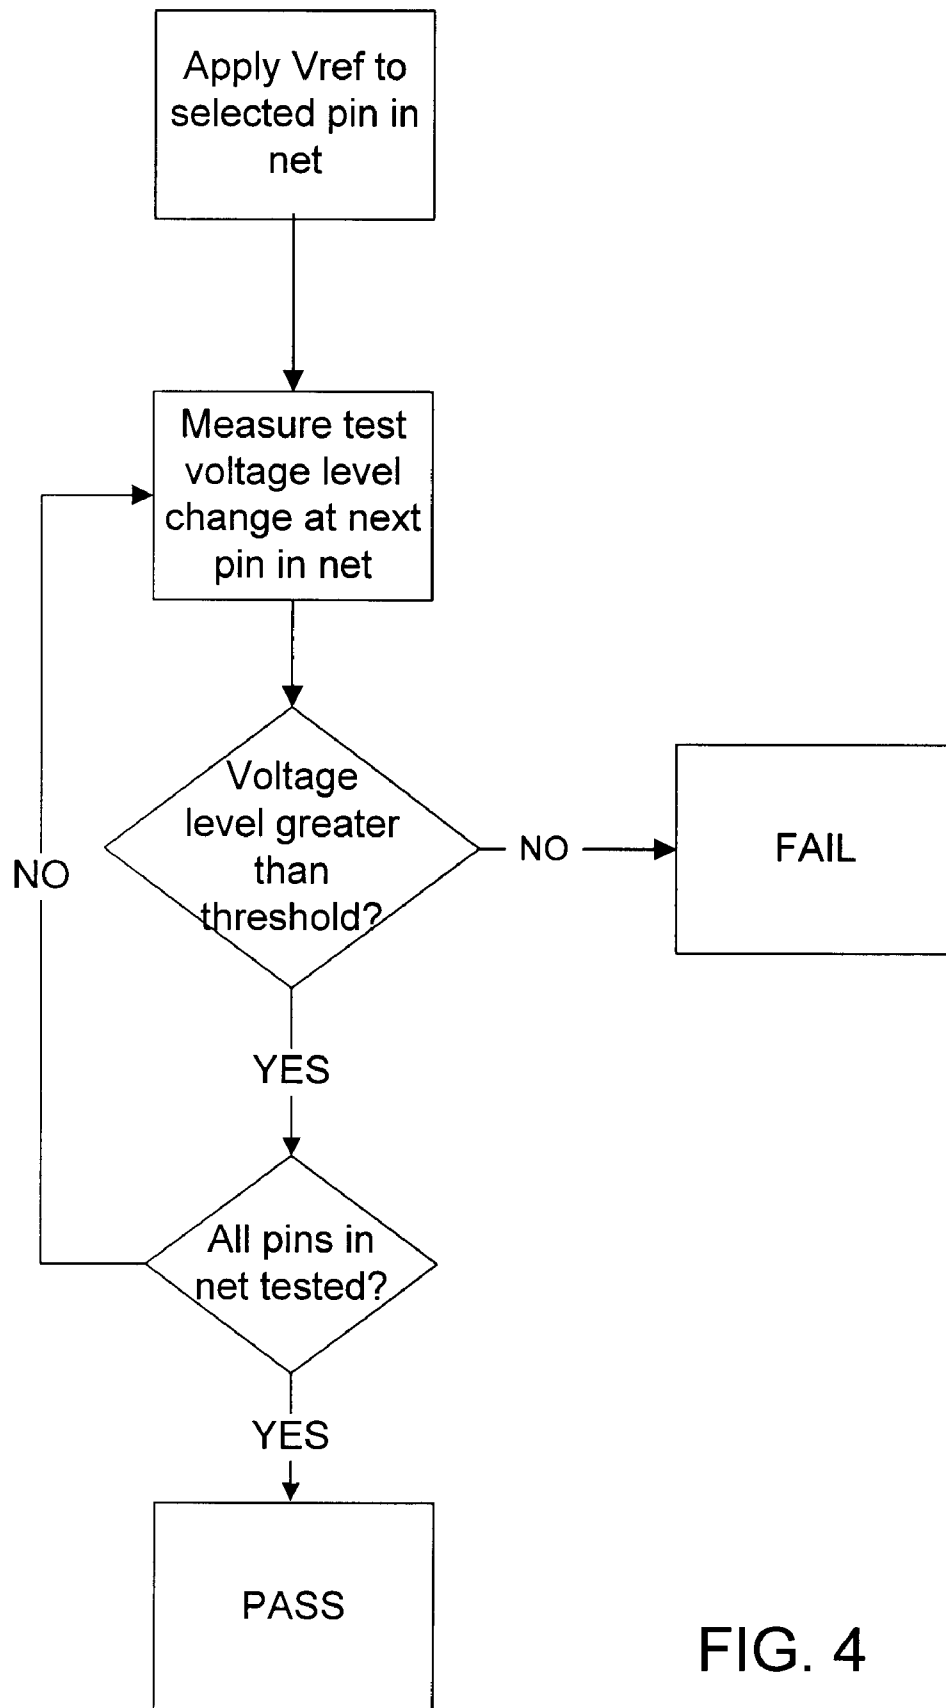 Apply Vref to
selected pin in
net
Measure test
voltage level
change at next
pin in net
Voltage
level greater
than
threshold?
NO
FAIL
NO
YES
All pins in
net tested?
YES
PASS
FIG. 4